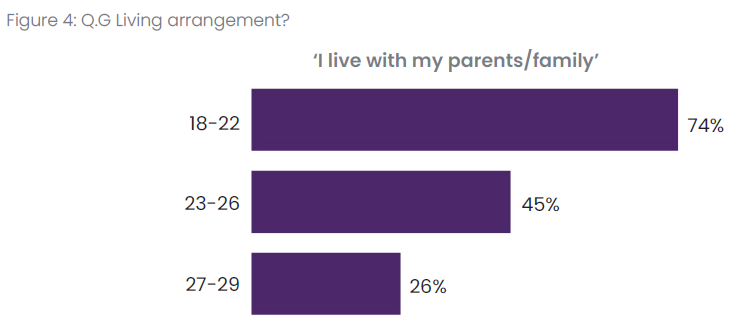 Figure 4: Q.G Living arrangement?
‘I live with my parents/family’
18-22 74%
23-26 45%
27-29 26%